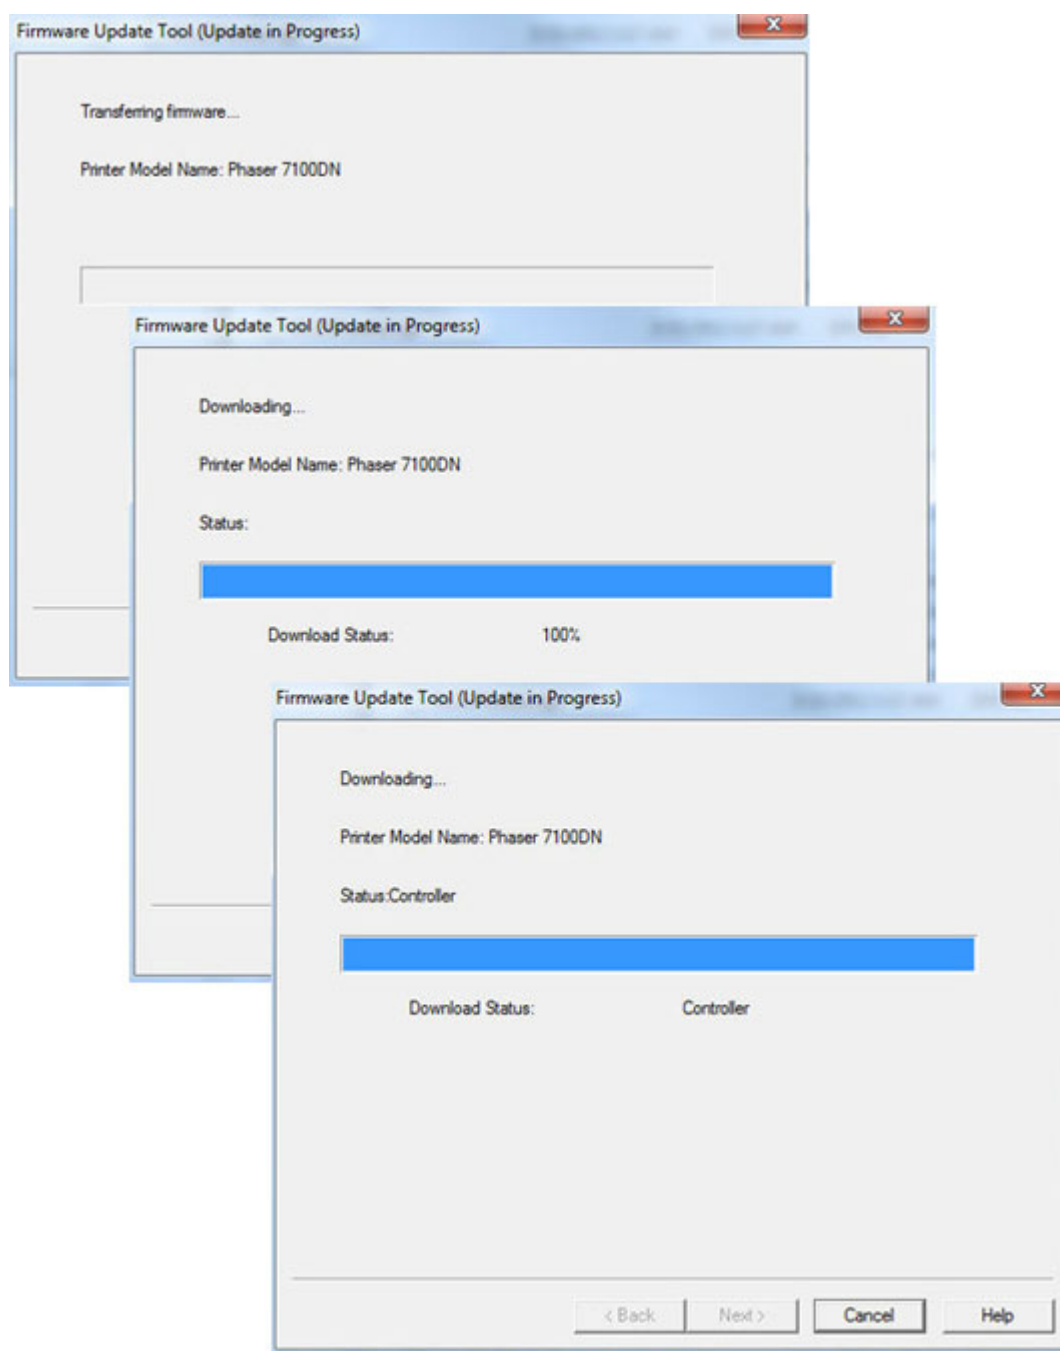 Firmware Update Tool (Update in Progress)
Transferring firmware...
Printer Model Name: Phaser 7100DN
Firmware Update Tool (Update in Progress)
Downloading...
Printer Model Name: Phaser 7100DN
Status:
Download Status: 100%
Firmware Update Tool (Update in Progress)
Downloading...
Printer Model Name: Phaser 7100DN
Status:Controller
Download Status: Controller
< Back Next > Cancel Help